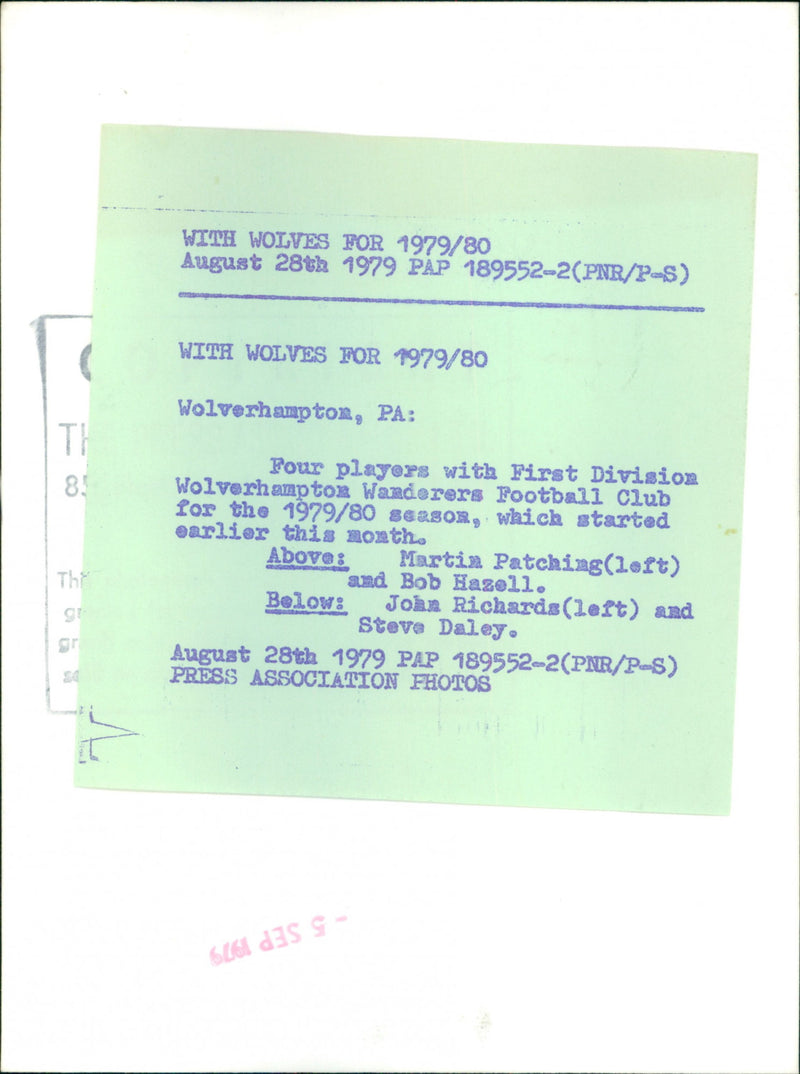 WITH WOLVES FOR 1979/80
August 28th 1979 PAP 189552-2(PNR/P-S)
WITH WOLVES FOR 1979/80
Wolverhampton, PA:
Four players with First Division
Wolverhampton Wanderers Football Club
for the 1979/80 season, which started
earlier this month.
Above: Martin Patching(left)
and Bob Hazell.
Below: John Richards(left) and
Steve Daley.
August 28th 1979 PAP 189552-2(PNR/P-S)
PRESS ASSOCIATION PHOTOS
- 5 SEP 1979